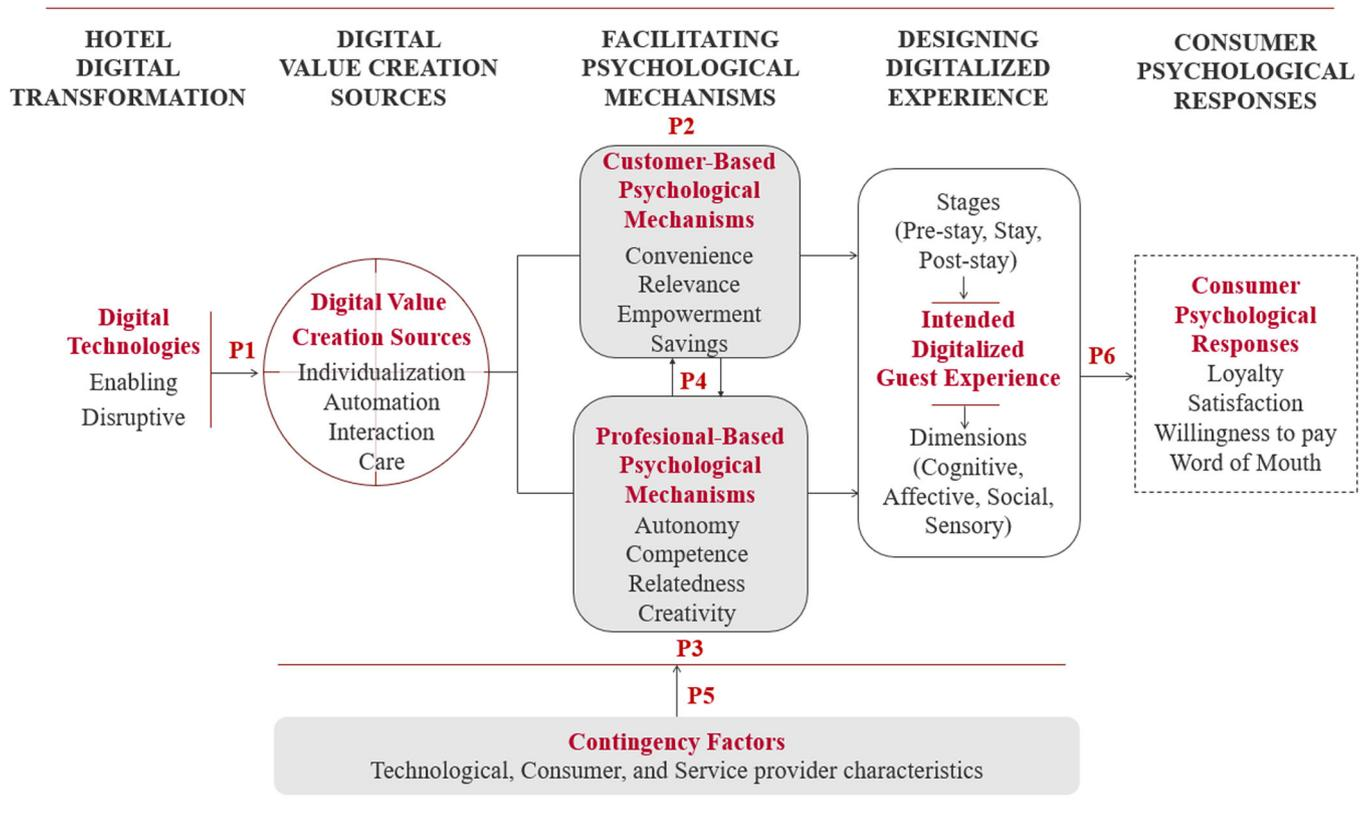 HOTEL
DIGITAL
TRANSFORMATION
DIGITAL
VALUE CREATION
SOURCES
FACILITATING
PSYCHOLOGICAL
MECHANISMS
DESIGNING
DIGITALIZED
EXPERIENCE
CONSUMER
PSYCHOLOGICAL
RESPONSES
Digital
Technologies
Enabling
Disruptive
P1
Digital Value
Creation Sources
Individualization
Automation
Interaction
Care
P2
Customer-Based
Psychological
Mechanisms
Convenience
Relevance
Empowerment
Savings
P4
Profesional-Based
Psychological
Mechanisms
Autonomy
Competence
Relatedness
Creativity
P3
Stages
(Pre-stay, Stay,
Post-stay)
Intended
Digitalized
Guest Experience
Dimensions
(Cognitive,
Affective, Social,
Sensory)
P6
Consumer
Psychological
Responses
Loyalty
Satisfaction
Willingness to pay
Word of Mouth
P5
Contingency Factors
Technological, Consumer, and Service provider characteristics